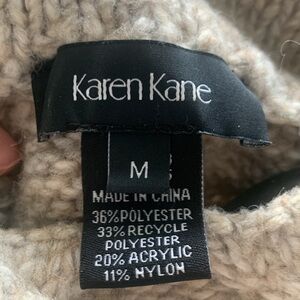 Karen Kane
M
MADE IN CHINA
36%POLYESTER
33%RECYCLE
POLYESTER
20% ACRYLIC
11% NYLON